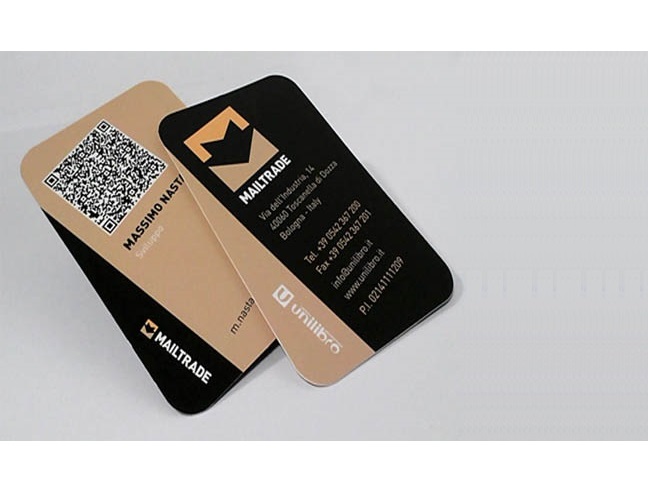 MASSIMO NASTA
Sviluppo
m.nasta
MAILTRADE
MAILTRADE
Via dell'Industria, 14
40060 Toscanella di Dozza
Bologna - Italy
Tel. +39 0542 367 200
Fax +39 0542 367 201
info@unilibro.it
www.unilibro.it
P.I. 02141111209
unilibro